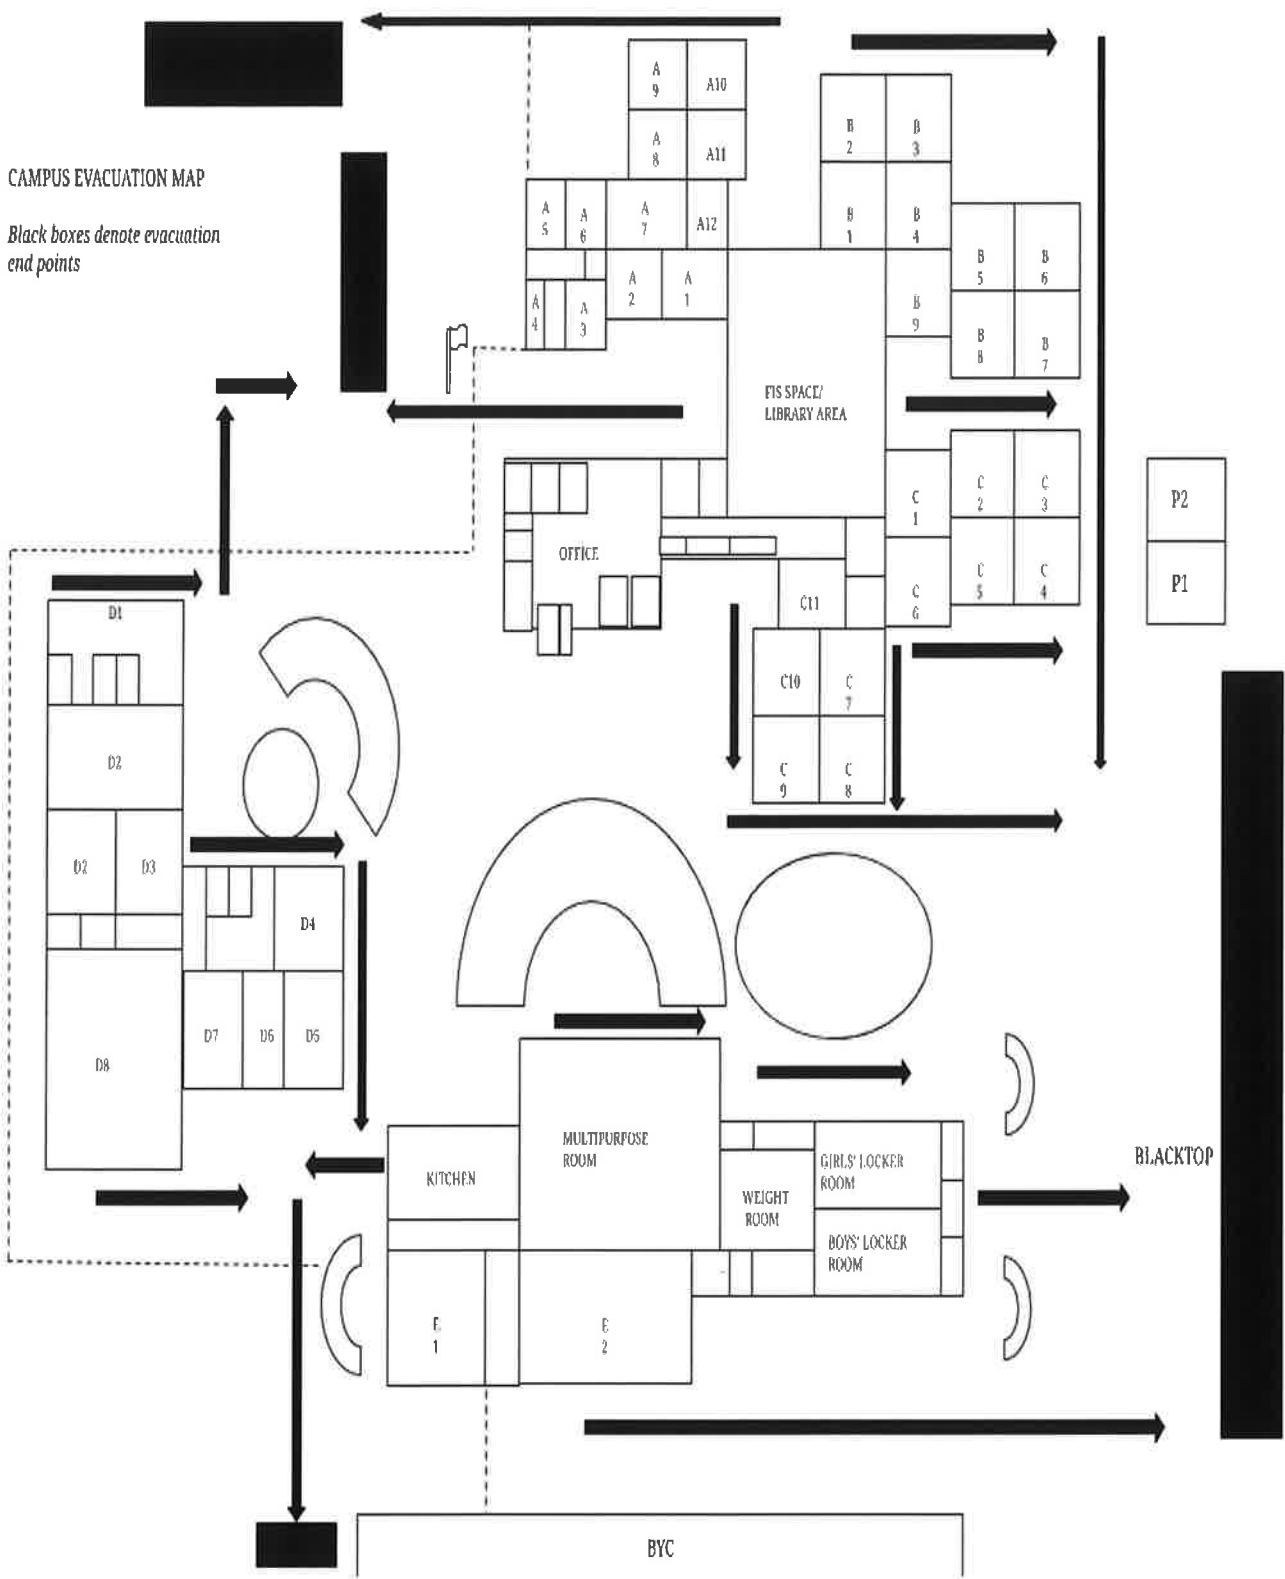 CAMPUS EVACUATION MAP
Black boxes denote evacuation
end points
A
9
A10
A
8
A11
A
5
A
6
A
7
A12
A
2
A
1
A
4
A
3
B
2
B
3
B
1
B
4
B
5
B
6
B
9
B
8
B
7
FIS SPACE/
LIBRARY AREA
C
1
C
2
C
3
P2
OFFICE
C
6
C
5
C
4
P1
C11
C10
C
7
C
9
C
8
D1
D2
D2
D3
D4
D7
D6
D5
D8
KITCHEN
MULTIPURPOSE
ROOM
WEIGHT
ROOM
GIRLS' LOCKER
ROOM
BOYS' LOCKER
ROOM
BLACKTOP
E
1
E
2
BYC